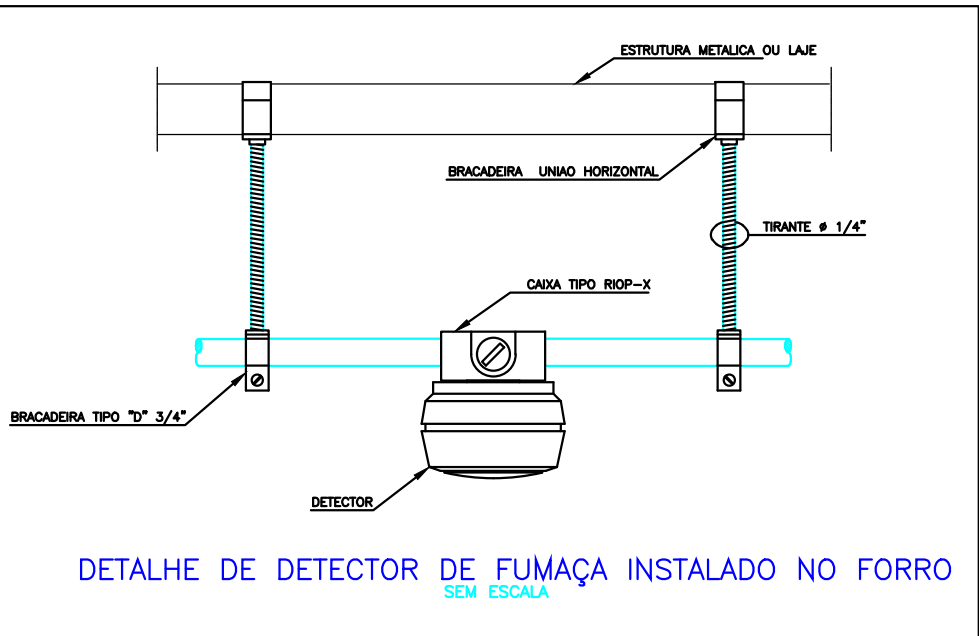 ESTRUTURA METALICA OU LAJE
BRACADEIRA UNIAO HORIZONTAL
TIRANTE ø 1/4"
CAIXA TIPO RIOP-X
BRACADEIRA TIPO "D" 3/4"
DETECTOR
DETALHE DE DETECTOR DE FUMAÇA INSTALADO NO FORRO
SEM ESCALA